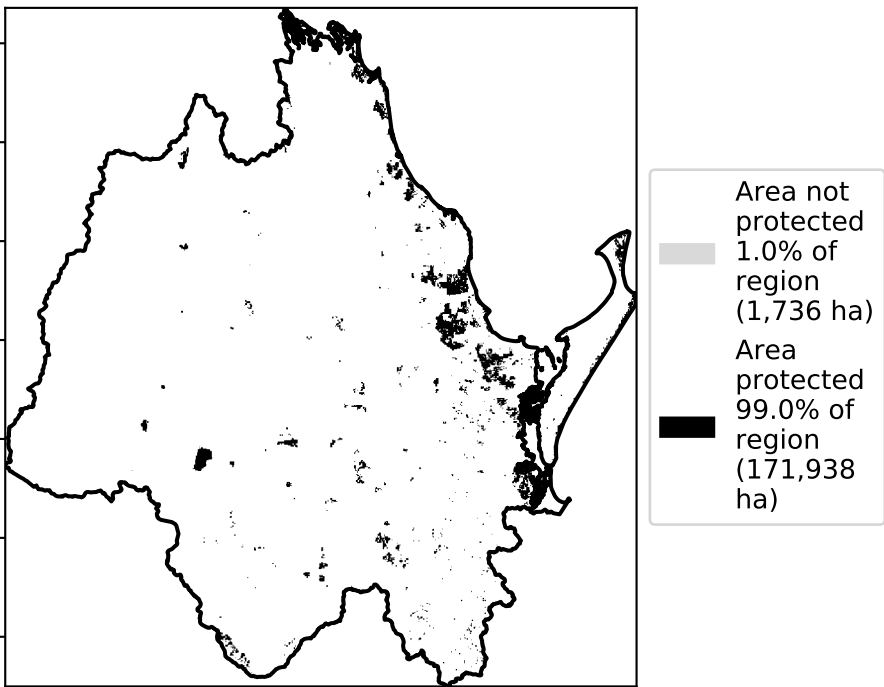 Area not
protected
1.0% of
region
(1,736 ha)
Area
protected
99.0% of
region
(171,938
ha)